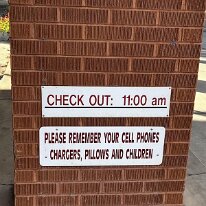 CHECK OUT: 11:00 am
PLEASE REMEMBER YOUR CELL PHONES
CHARGERS, PILLOWS AND CHILDREN